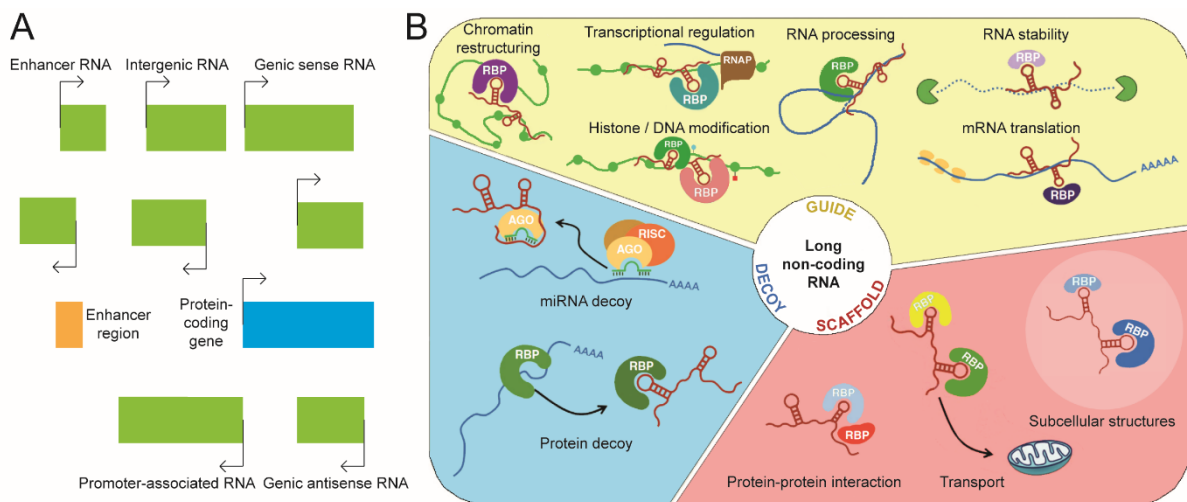 A
Enhancer RNA
Intergenic RNA
Genic sense RNA
Enhancer
region
Protein-
coding
gene
Promoter-associated RNA
Genic antisense RNA
B
Chromatin
restructuring
RBP
Transcriptional regulation
RNAP
RBP
RNA processing
RBP
RNA stability
RBP
Histone / DNA modification
RBP
RBP
mRNA translation
AAAAA
RBP
GUIDE
Long
non-coding
RNA
DECOY
SCAFFOLD
AGO
RISC
AGO
AAAA
miRNA decoy
RBP
AAAA
RBP
Protein decoy
RBP
RBP
RBP
RBP
Protein-protein interaction
Transport
RBP
RBP
Subcellular structures